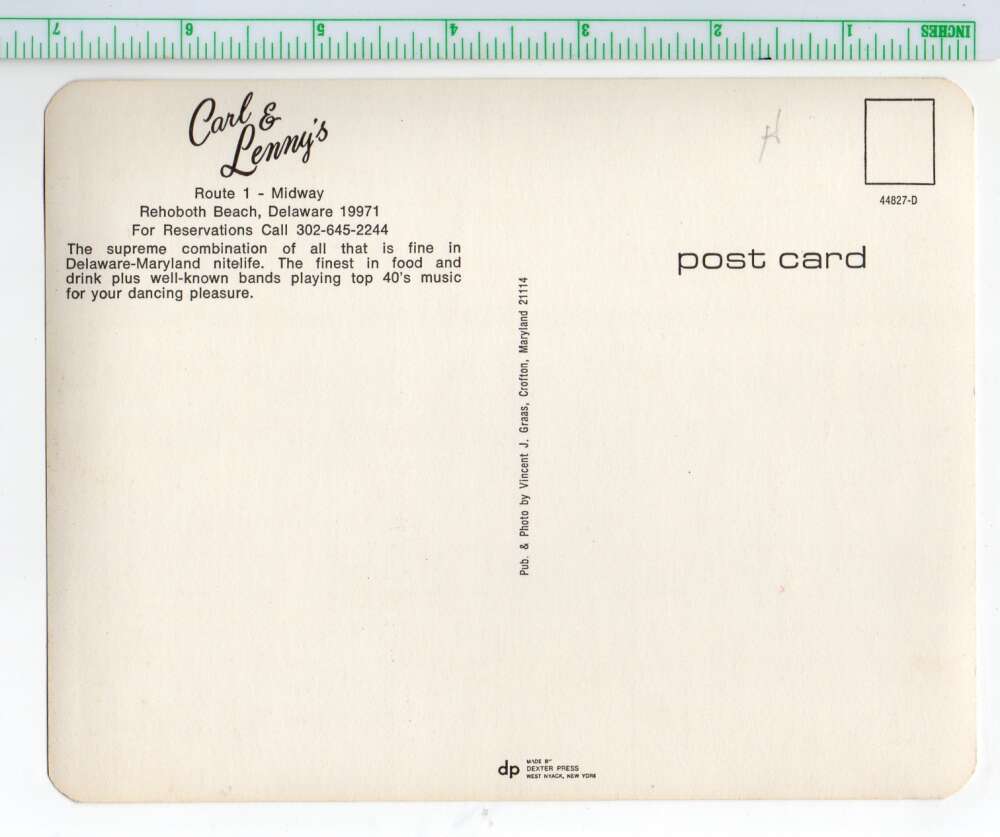 INCHES
1
2
3
4
5
6
7
Carl &
Lenny's
Route 1 - Midway
Rehoboth Beach, Delaware 19971
For Reservations Call 302-645-2244
The supreme combination of all that is fine in
Delaware-Maryland nitelife. The finest in food and
drink plus well-known bands playing top 40's music
for your dancing pleasure.
Pub. & Photo by Vincent J. Graas, Crofton, Maryland 21114
44827-D
post card
dp
MADE BY
DEXTER PRESS
WEST NYACK, NEW YORK